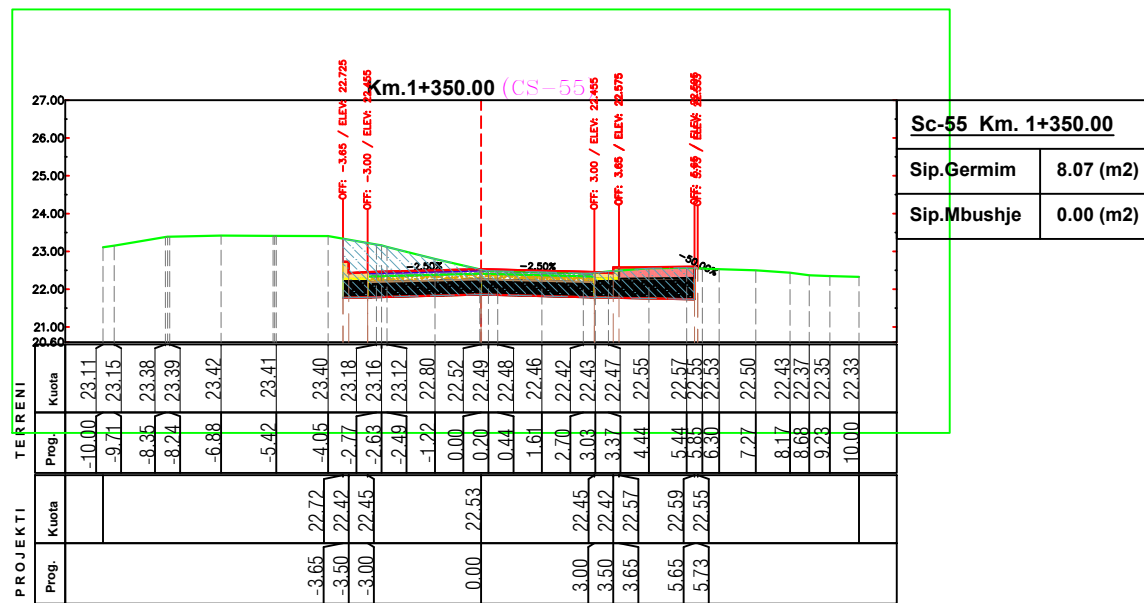 Km.1+350.00 (CS-55)
OFF: -3.65 / ELEV: 22.725
OFF: -3.00 / ELEV: 22.455
OFF: 3.00 / ELEV: 22.455
OFF: 3.65 / ELEV: 22.575
27.00
26.00
25.00
24.00
23.00
22.00
21.00
20.60
-2.50% -2.50% -50.00%
Sc-55 Km. 1+350.00
Sip.Germim 8.07 (m2)
Sip.Mbushje 0.00 (m2)
TERRENI
Kuota 23.11 23.15 23.38 23.39 23.42 23.41 23.40 23.18 23.16 23.12 22.80 22.52 22.49 22.48 22.46 22.42 22.43 22.47 22.55 22.57 22.55 22.53 22.50 22.43 22.37 22.35 22.33
Prog. -10.00 -9.71 -8.35 -8.24 -6.88 -5.42 -4.05 -2.77 -2.63 -2.49 -1.22 0.00 0.20 0.44 1.61 2.70 3.03 3.37 4.44 5.44 5.85 6.30 7.27 8.17 8.68 9.23 10.00
PROJEKTI
Kuota 22.72 22.42 22.45 22.53 22.45 22.42 22.57 22.59 22.55
Prog. -3.65 -3.50 -3.00 0.00 3.00 3.50 3.65 5.65 5.73